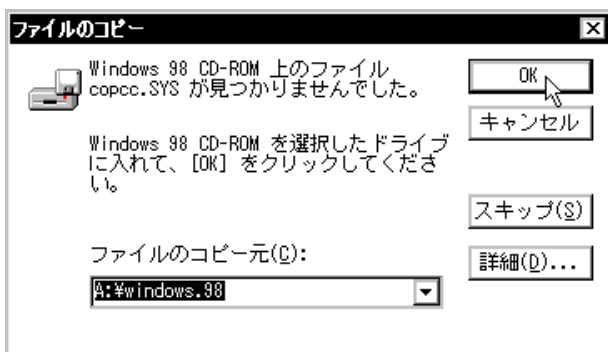 ファイルのコピー
Windows 98 CD-ROM 上のファイル
copcc.SYS が見つかりませんでした。
Windows 98 CD-ROM を選択したドライブ
に入れて、[OK] をクリックしてくださ
い。
ファイルのコピー元(C):
A:¥windows.98
OK
キャンセル
スキップ(S)
詳細(D)...